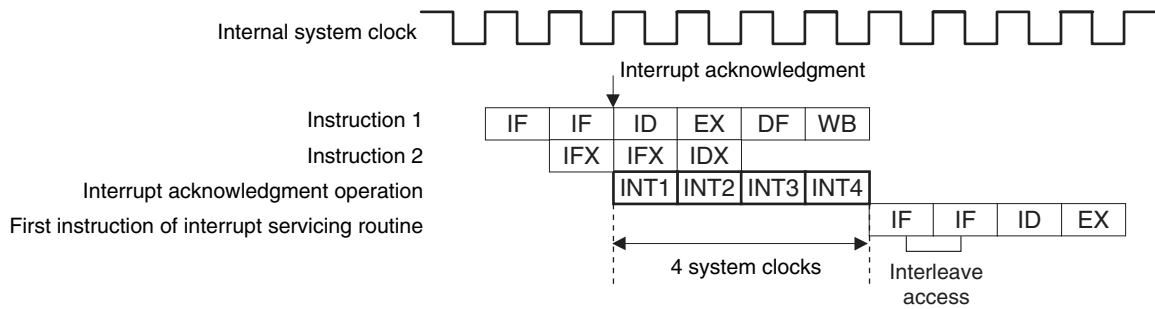 Internal system clock
Interrupt acknowledgment
Instruction 1 IF IF ID EX DF WB
Instruction 2 IFX IFX IDX
Interrupt acknowledgment operation INT1 INT2 INT3 INT4
First instruction of interrupt servicing routine IF IF ID EX
4 system clocks
Interleave
access